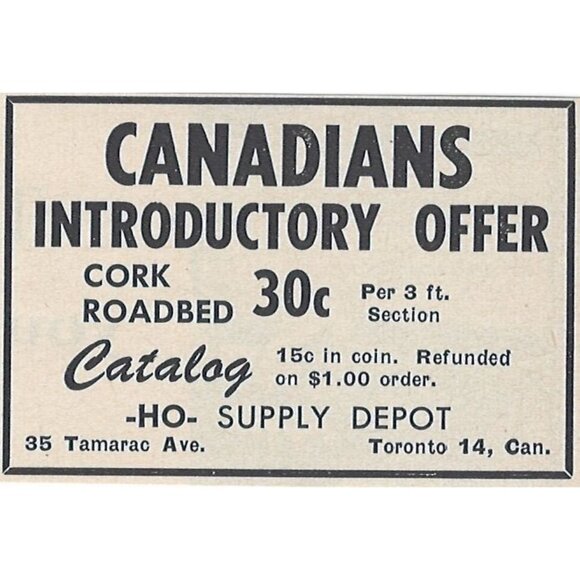 CANADIANS
INTRODUCTORY OFFER
CORK ROADBED 30c Per 3 ft. Section
Catalog 15c in coin. Refunded on $1.00 order.
-HO- SUPPLY DEPOT
35 Tamarac Ave. Toronto 14, Can.